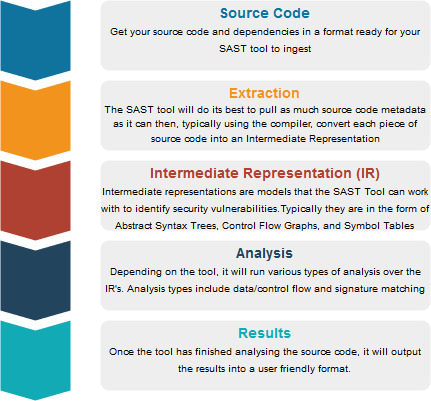 Source Code
Get your source code and dependencies in a format ready for your
SAST tool to ingest
Extraction
The SAST tool will do its best to pull as much source code metadata
as it can then, typically using the compiler, convert each piece of
source code into an Intermediate Representation
Intermediate Representation (IR)
Intermediate representations are models that the SAST Tool can work
with to identify security vulnerabilities.Typically they are in the form of
Abstract Syntax Trees, Control Flow Graphs, and Symbol Tables
Analysis
Depending on the tool, it will run various types of analysis over the
IR's. Analysis types include data/control flow and signature matching
Results
Once the tool has finished analysing the source code, it will output
the results into a user friendly format.